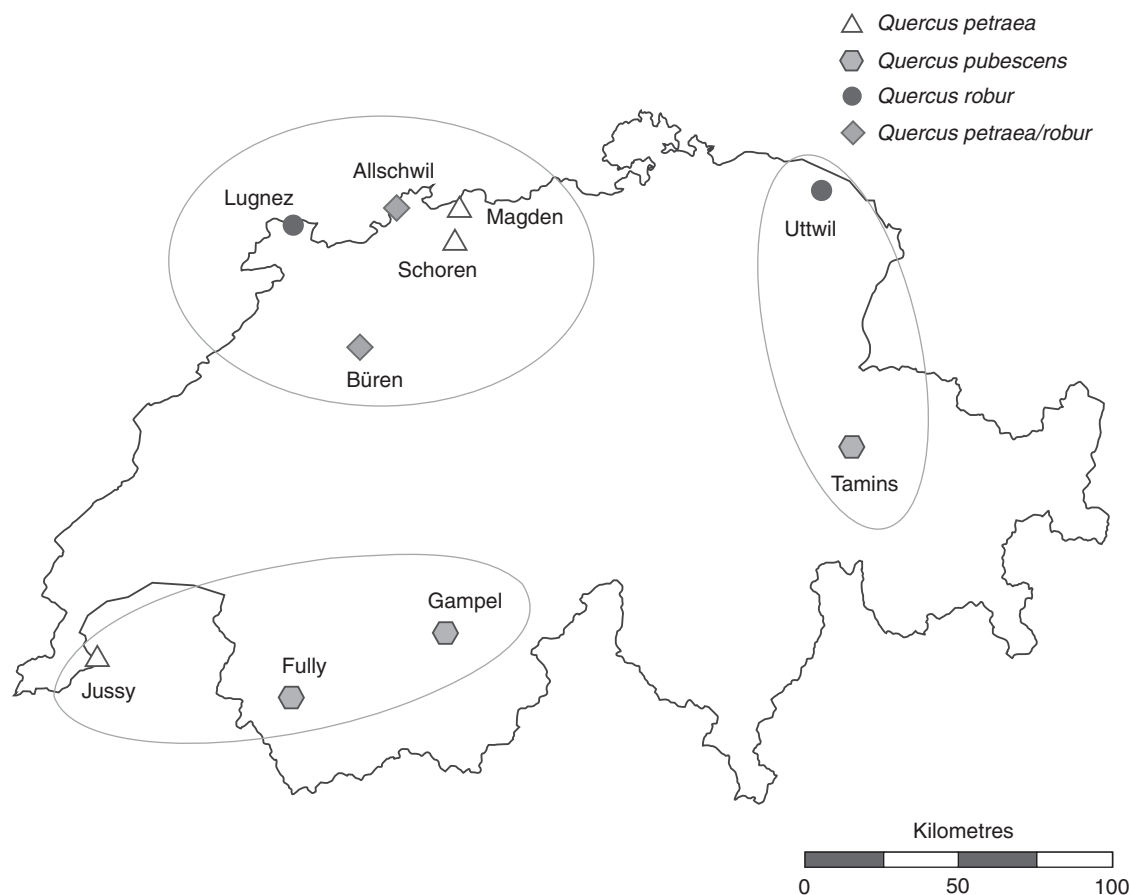 Quercus petraea
Quercus pubescens
Quercus robur
Quercus petraea/robur
Allschwil
Lugnez
Magden
Uttwil
Schoren
Büren
Tamins
Gampel
Fully
Jussy
Kilometres
0 50 100